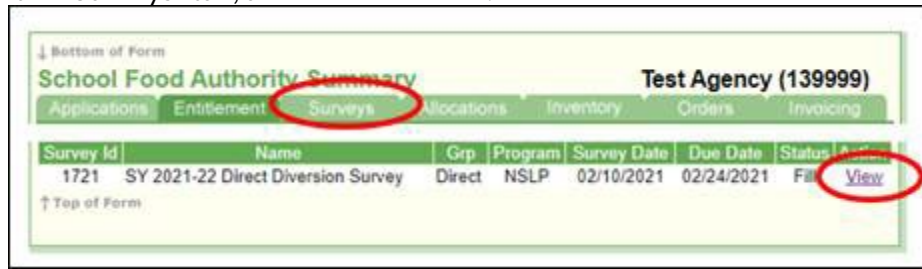 ↓ Bottom of Form
School Food Authority Summary Test Agency (139999)
Applications Entitlement Surveys Allocations Inventory Orders Invoicing
Survey Id Name Grp Program Survey Date Due Date Status Action
1721 SY 2021-22 Direct Diversion Survey Direct NSLP 02/10/2021 02/24/2021 View
↑ Top of Form